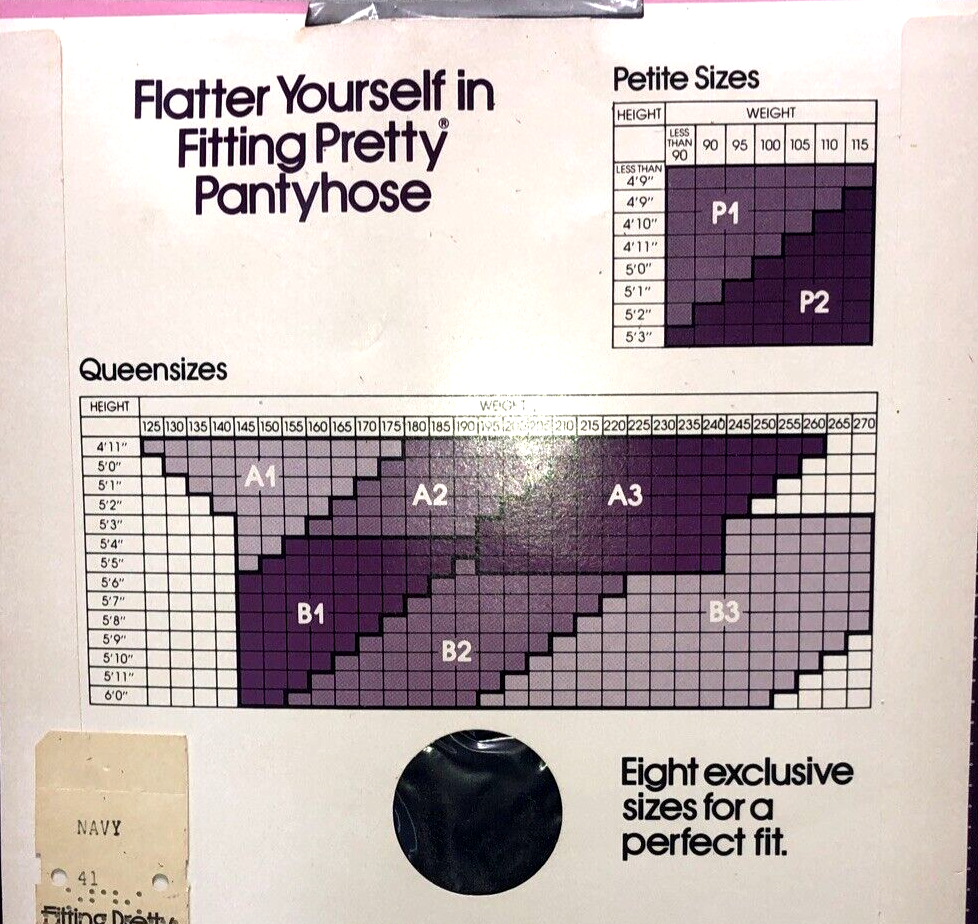 Flatter Yourself in
Fitting Pretty®
Pantyhose
Petite Sizes
HEIGHT WEIGHT
LESS THAN 90 90 95 100 105 110 115
LESS THAN 4'9"
4'9"
4'10"
4'11"
5'0"
5'1"
5'2"
5'3"
P1
P2
Queensizes
HEIGHT WEIGHT
125 130 135 140 145 150 155 160 165 170 175 180 185 190 195 210 215 220 225 230 235 240 245 250 255 260 265 270
4'11"
5'0"
5'1"
5'2"
5'3"
5'4"
5'5"
5'6"
5'7"
5'8"
5'9"
5'10"
5'11"
6'0"
A1
A2
A3
B1
B2
B3
Eight exclusive
sizes for a
perfect fit.
NAVY
41
Fitting Pretty